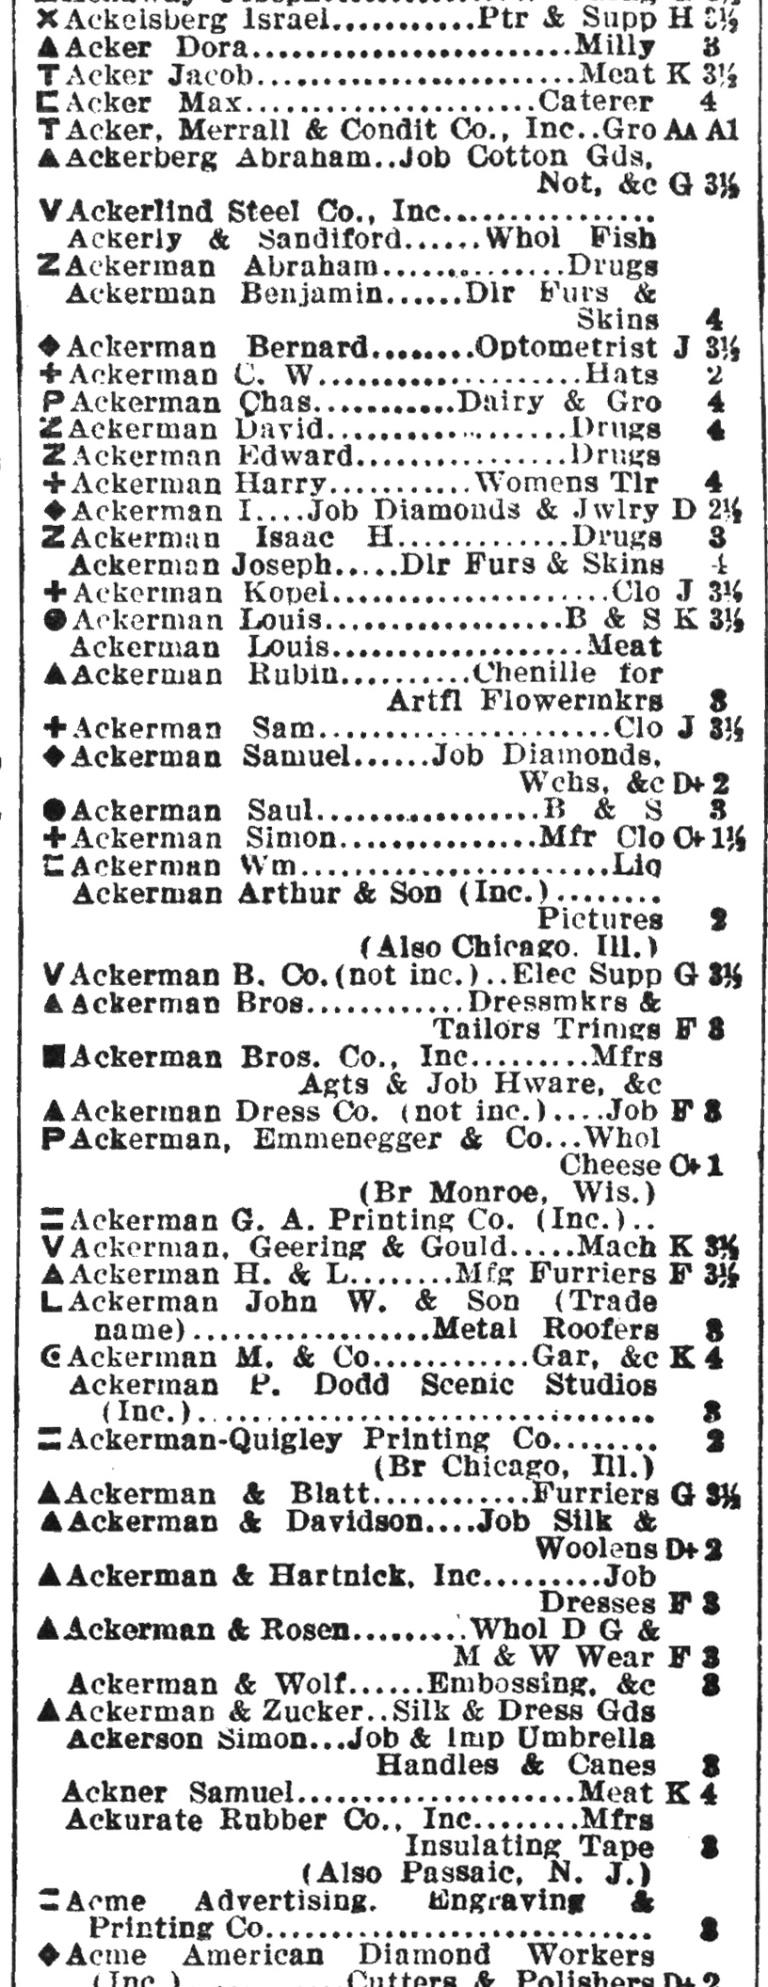 ✕ Ackelsberg Israel...........Ptr & Supp H 3½
▲ Acker Dora.......................Milly 3
T Acker Jacob.......................Meat K 3½
⊏ Acker Max.....................Caterer 4
T Acker, Merrall & Condit Co., Inc..Gro AA A1
▲ Ackerberg Abraham..Job Cotton Gds,
Not, &c G 3½
V Ackerlind Steel Co., Inc................
Ackerly & Sandiford......Whol Fish
Z Ackerman Abraham.............Drugs
Ackerman Benjamin......Dlr Furs &
Skins 4
◆ Ackerman Bernard........Optometrist J 3½
+ Ackerman C. W...................Hats 2
P Ackerman Chas...........Dairy & Gro 4
Z Ackerman David.................Drugs 4
Z Ackerman Edward...............Drugs
+ Ackerman Harry..........Womens Tlr 4
◆ Ackerman I....Job Diamonds & Jwlry D 2½
Z Ackerman Isaac H.............Drugs 3
Ackerman Joseph.....Dlr Furs & Skins 4
+ Ackerman Kopel....................Clo J 3½
● Ackerman Louis.................B & S K 3½
Ackerman Louis..................Meat
▲ Ackerman Rubin.........Chenille for
Artfl Flowermkrs 3
+ Ackerman Sam.....................Clo J 3½
◆ Ackerman Samuel......Job Diamonds,
Wchs, &c D+ 2
● Ackerman Saul.................B & S 3
+ Ackerman Simon..............Mfr Clo C+ 1½
⊏ Ackerman Wm......................Liq
Ackerman Arthur & Son (Inc.)........
Pictures 2
(Also Chicago. Ill.)
V Ackerman B. Co.(not inc.)..Elec Supp G 3½
▲ Ackerman Bros............Dressmkrs &
Tailors Trimgs F 3
■ Ackerman Bros. Co., Inc.........Mfrs
Agts & Job Hware, &c
▲ Ackerman Dress Co. (not inc.)....Job F 3
P Ackerman, Emmenegger & Co...Whol
Cheese C+ 1
(Br Monroe, Wis.)
= Ackerman G. A. Printing Co. (Inc.)..
V Ackerman, Geering & Gould.....Mach K 3½
▲ Ackerman H. & L........Mfg Furriers F 3½
L Ackerman John W. & Son (Trade
name)..................Metal Roofers 3
G Ackerman M. & Co............Gar, &c K 4
Ackerman P. Dodd Scenic Studios
(Inc.)................................. 3
= Ackerman-Quigley Printing Co........ 2
(Br Chicago, Ill.)
▲ Ackerman & Blatt............Furriers G 3½
▲ Ackerman & Davidson....Job Silk &
Woolens D+ 2
▲ Ackerman & Hartnick, Inc.........Job
Dresses F 3
▲ Ackerman & Rosen.........Whol D G &
M & W Wear F 3
Ackerman & Wolf......Embossing, &c 3
▲ Ackerman & Zucker..Silk & Dress Gds
Ackerson Simon...Job & Imp Umbrella
Handles & Canes 3
Ackner Samuel....................Meat K 4
Ackurate Rubber Co., Inc........Mfrs
Insulating Tape 3
(Also Passaic, N. J.)
= Acme Advertising, Engraving &
Printing Co............................ 3
◆ Acme American Diamond Workers
(Inc.)............Cutters & Polishers D+ 2